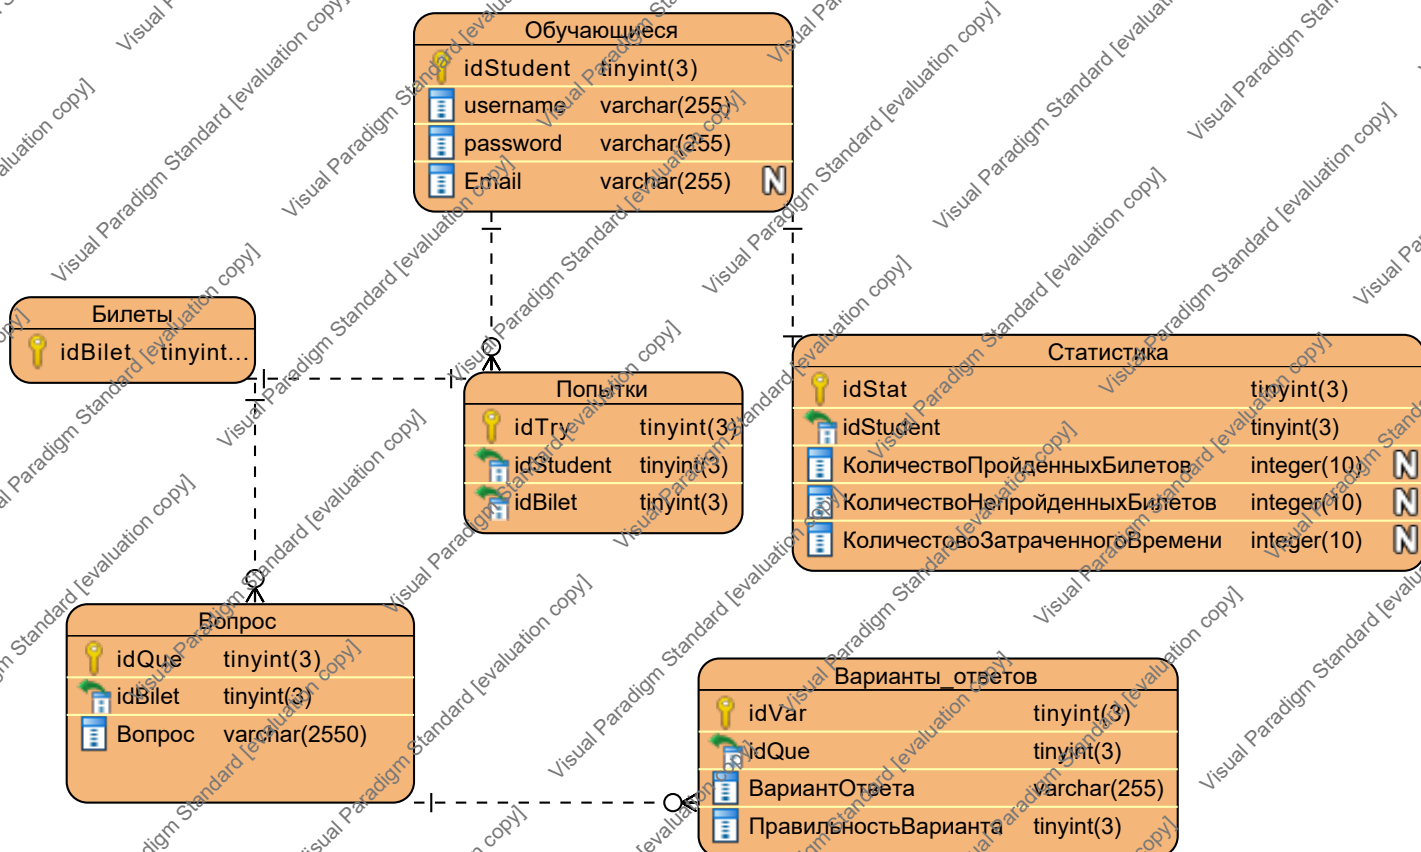 Обучающиеся
idStudent tinyint(3)
username varchar(255)
password varchar(255)
Email varchar(255) N
Билеты
idBilet tinyint...
Попытки
idTry tinyint(3)
idStudent tinyint(3)
idBilet tinyint(3)
Статистика
idStat tinyint(3)
idStudent tinyint(3)
КоличествоПройденныхБилетов integer(10) N
КоличествоНепройденныхБилетов integer(10) N
КоличестовоЗатраченногоВремени integer(10) N
Вопрос
idQue tinyint(3)
idBilet tinyint(3)
Вопрос varchar(2550)
Варианты_ответов
idVar tinyint(3)
idQue tinyint(3)
ВариантОтвета varchar(255)
ПравильностьВарианта tinyint(3)
Visual Paradigm Standard [evaluation copy]